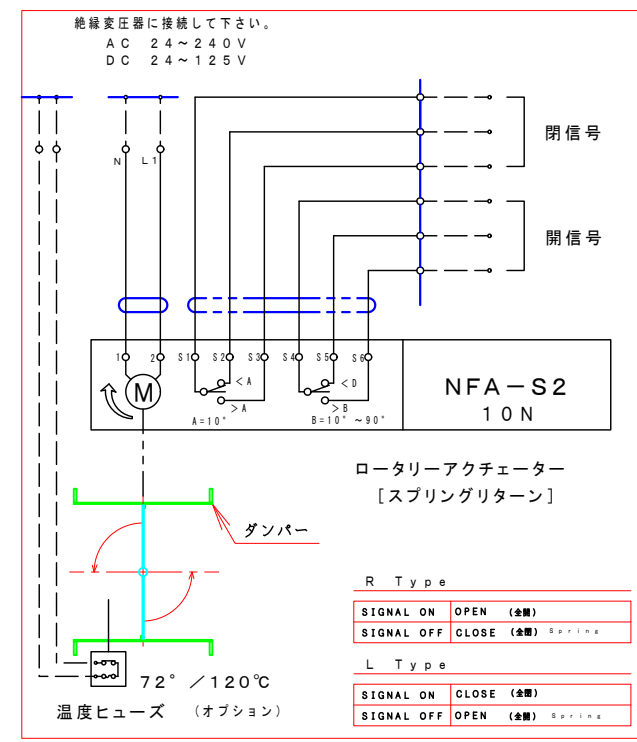 絶縁変圧器に接続して下さい。
AC 24～240V
DC 24～125V
N L1
閉信号
開信号
1 2 S1 S2 S3 S4 S5 S6
M
<A
>A
A=10°
<D
>B
B=10°～90°
NFA-S2
10N
ロータリーアクチェーター
[スプリングリターン]
ダンパー
R Type
SIGNAL ON OPEN (全開)
SIGNAL OFF CLOSE (全閉) Spring
L Type
SIGNAL ON CLOSE (全閉)
SIGNAL OFF OPEN (全開) Spring
72°/120℃
温度ヒューズ (オプション)